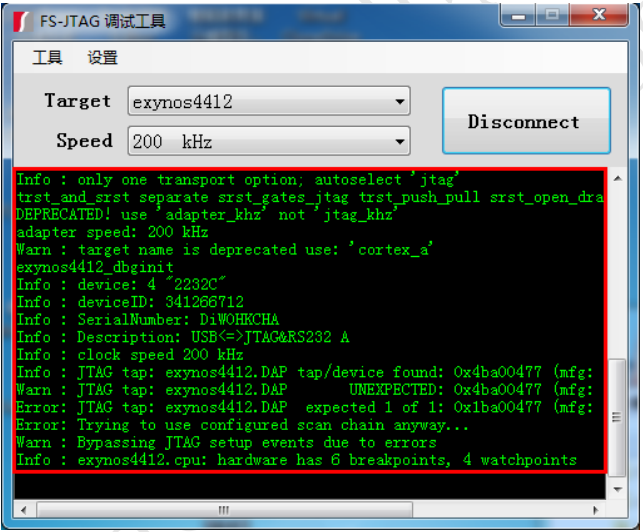 FS-JTAG 调试工具
工具 设置
Target exynos4412
Disconnect
Speed 200 kHz
Info : only one transport option; autoselect 'jtag'
trst_and_srst separate srst_gates_jtag trst_push_pull srst_open_dra
DEPRECATED! use 'adapter_khz' not 'jtag_khz'
adapter speed: 200 kHz
Warn : target name is deprecated use: 'cortex_a'
exynos4412_dbginit
Info : device: 4 "2232C"
Info : deviceID: 341266712
Info : SerialNumber: DiWOHKCHA
Info : Description: USB<=>JTAG&RS232 A
Info : clock speed 200 kHz
Info : JTAG tap: exynos4412.DAP tap/device found: 0x4ba00477 (mfg:
Warn : JTAG tap: exynos4412.DAP UNEXPECTED: 0x4ba00477 (mfg:
Error: JTAG tap: exynos4412.DAP expected 1 of 1: 0x1ba00477 (mfg:
Error: Trying to use configured scan chain anyway...
Warn : Bypassing JTAG setup events due to errors
Info : exynos4412.cpu: hardware has 6 breakpoints, 4 watchpoints